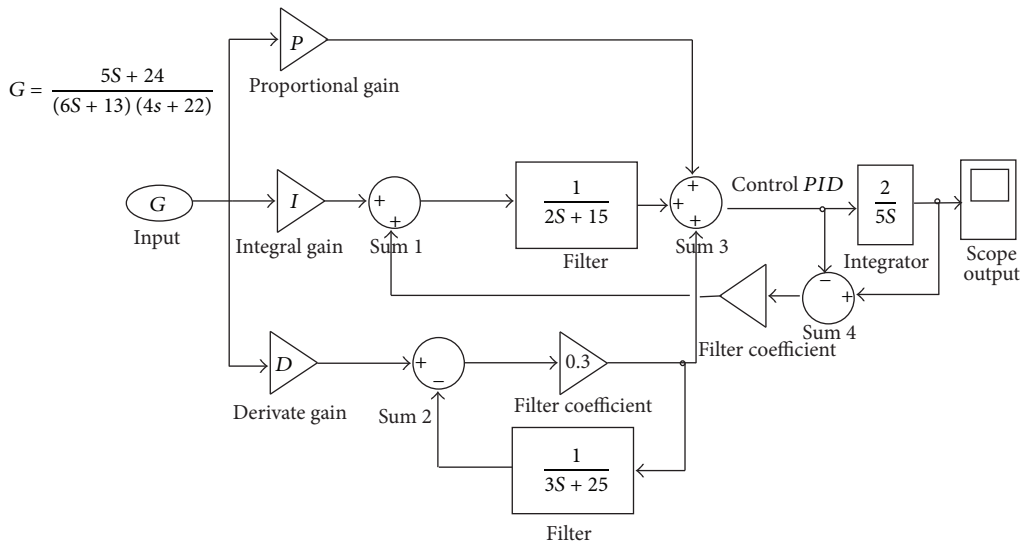 P
Proportional gain
G = 5S + 24 / (6S + 13) (4s + 22)
G
Input
I
Integral gain
+
+
Sum 1
1 / 2S + 15
Filter
+
+
+
Sum 3
Control PID
2 / 5S
Integrator
Scope
output
−
+
Sum 4
Filter coefficient
D
Derivate gain
+
−
Sum 2
0.3
Filter coefficient
1 / 3S + 25
Filter